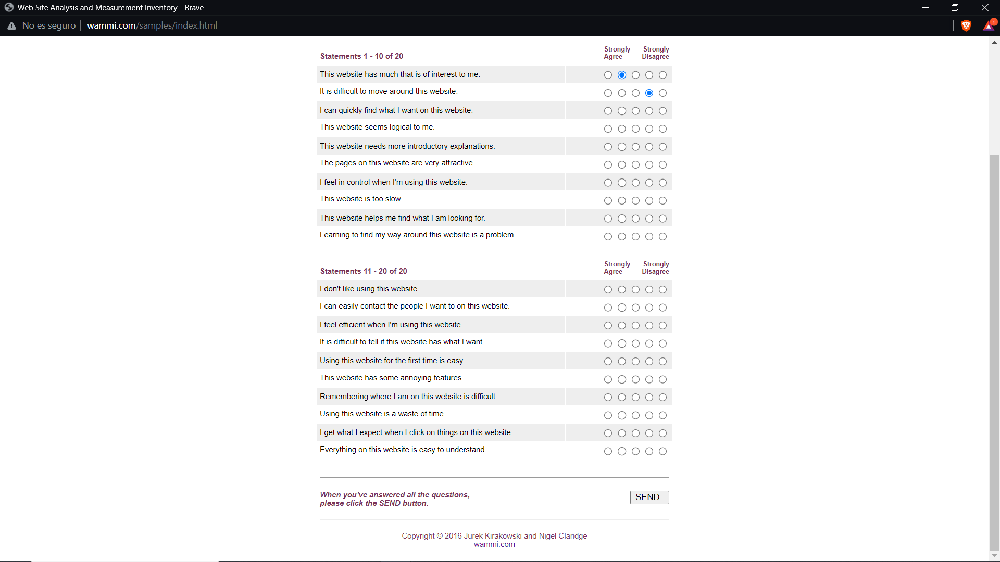 Web Site Analysis and Measurement Inventory - Brave
No es seguro | wammi.com/samples/index.html
1
Statements 1 - 10 of 20
Strongly Agree
Strongly Disagree
This website has much that is of interest to me.
It is difficult to move around this website.
I can quickly find what I want on this website.
This website seems logical to me.
This website needs more introductory explanations.
The pages on this website are very attractive.
I feel in control when I'm using this website.
This website is too slow.
This website helps me find what I am looking for.
Learning to find my way around this website is a problem.
Statements 11 - 20 of 20
Strongly Agree
Strongly Disagree
I don't like using this website.
I can easily contact the people I want to on this website.
I feel efficient when I'm using this website.
It is difficult to tell if this website has what I want.
Using this website for the first time is easy.
This website has some annoying features.
Remembering where I am on this website is difficult.
Using this website is a waste of time.
I get what I expect when I click on things on this website.
Everything on this website is easy to understand.
When you've answered all the questions,
please click the SEND button.
SEND
Copyright © 2016 Jurek Kirakowski and Nigel Claridge
wammi.com